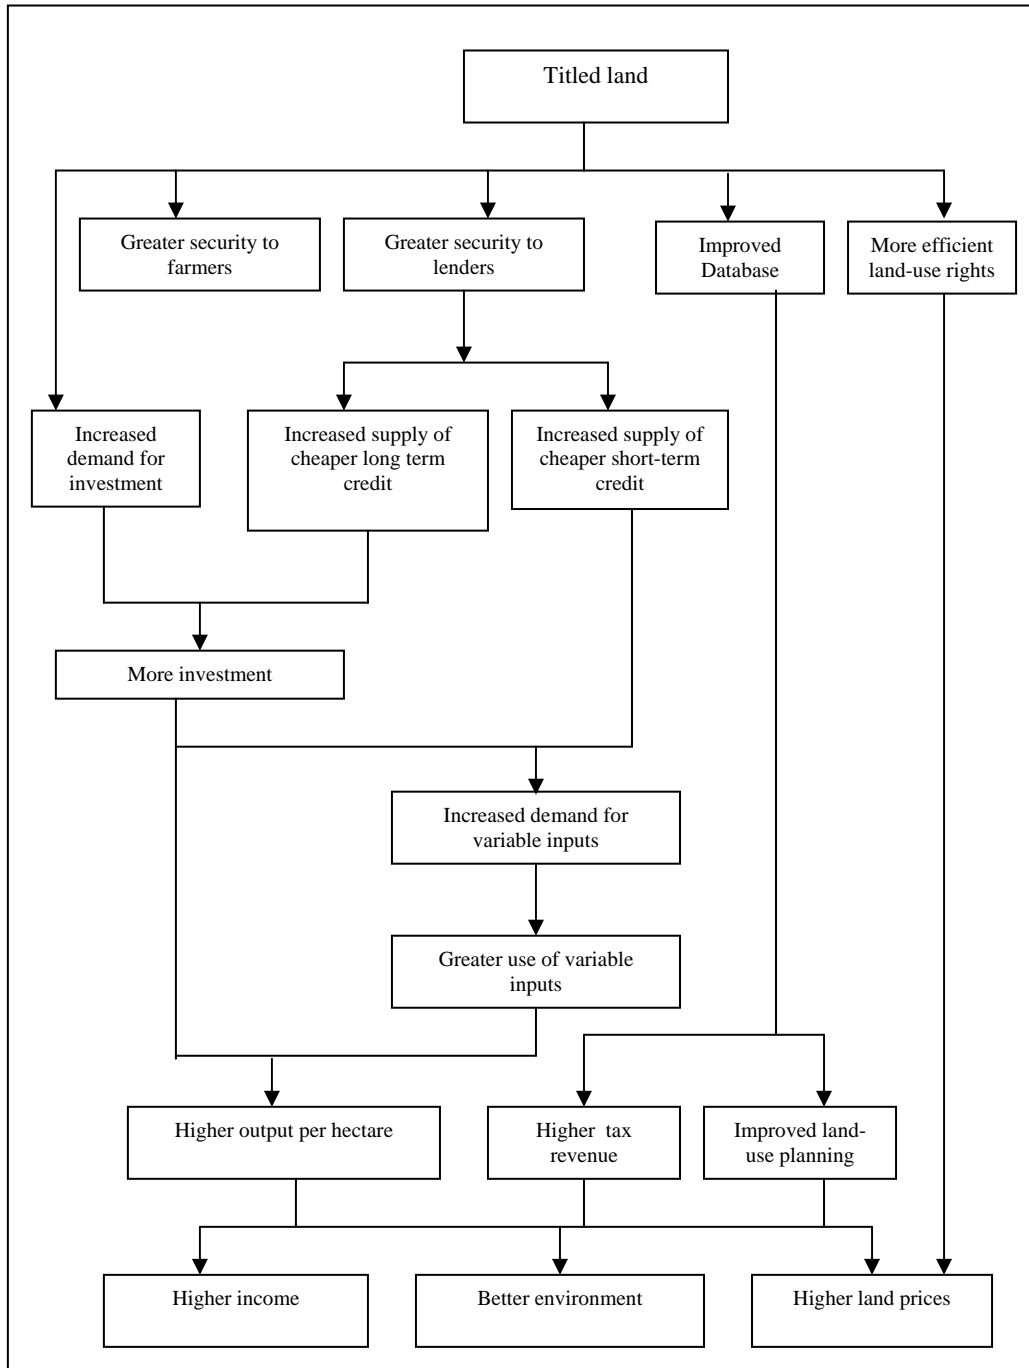 Titled land
Greater security to
farmers
Greater security to
lenders
Improved
Database
More efficient
land-use rights
Increased
demand for
investment
Increased supply of
cheaper long term
credit
Increased supply of
cheaper short-term
credit
More investment
Increased demand for
variable inputs
Greater use of variable
inputs
Higher output per hectare
Higher tax
revenue
Improved land-
use planning
Higher income
Better environment
Higher land prices